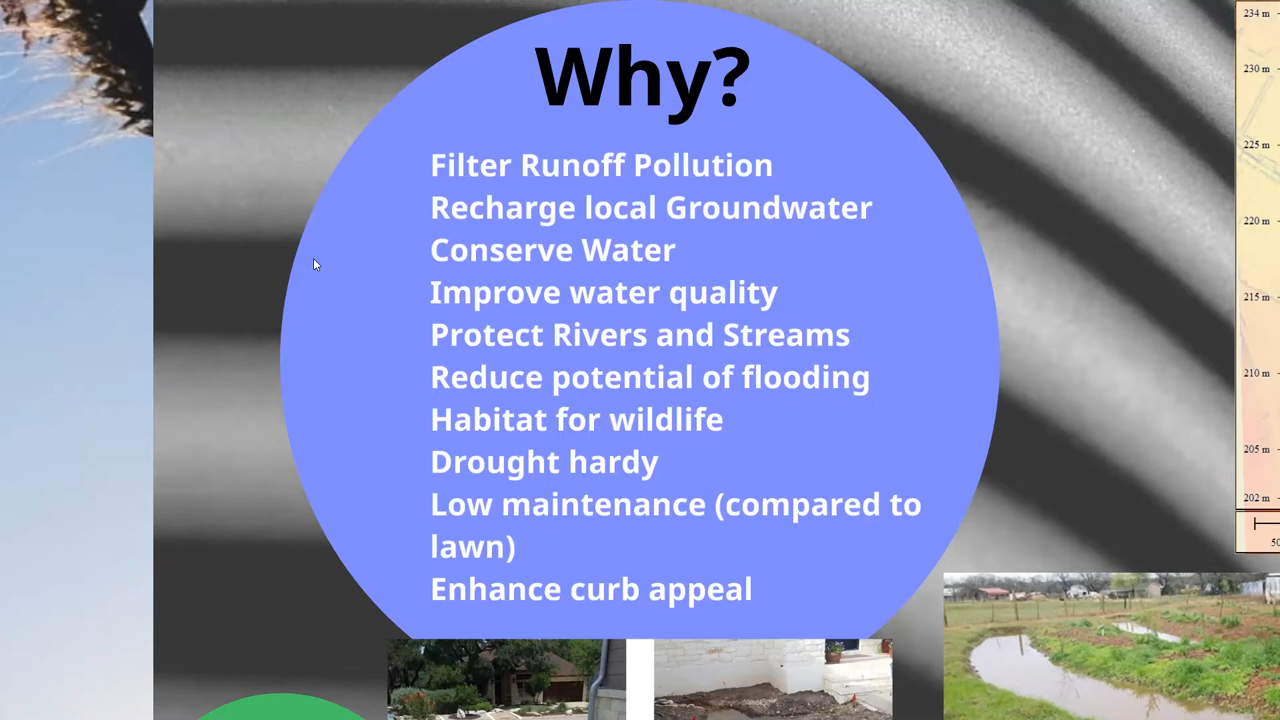 Why?
Filter Runoff Pollution
Recharge local Groundwater
Conserve Water
Improve water quality
Protect Rivers and Streams
Reduce potential of flooding
Habitat for wildlife
Drought hardy
Low maintenance (compared to
lawn)
Enhance curb appeal
234 m
230 m
225 m
220 m
215 m
210 m
205 m
202 m
50